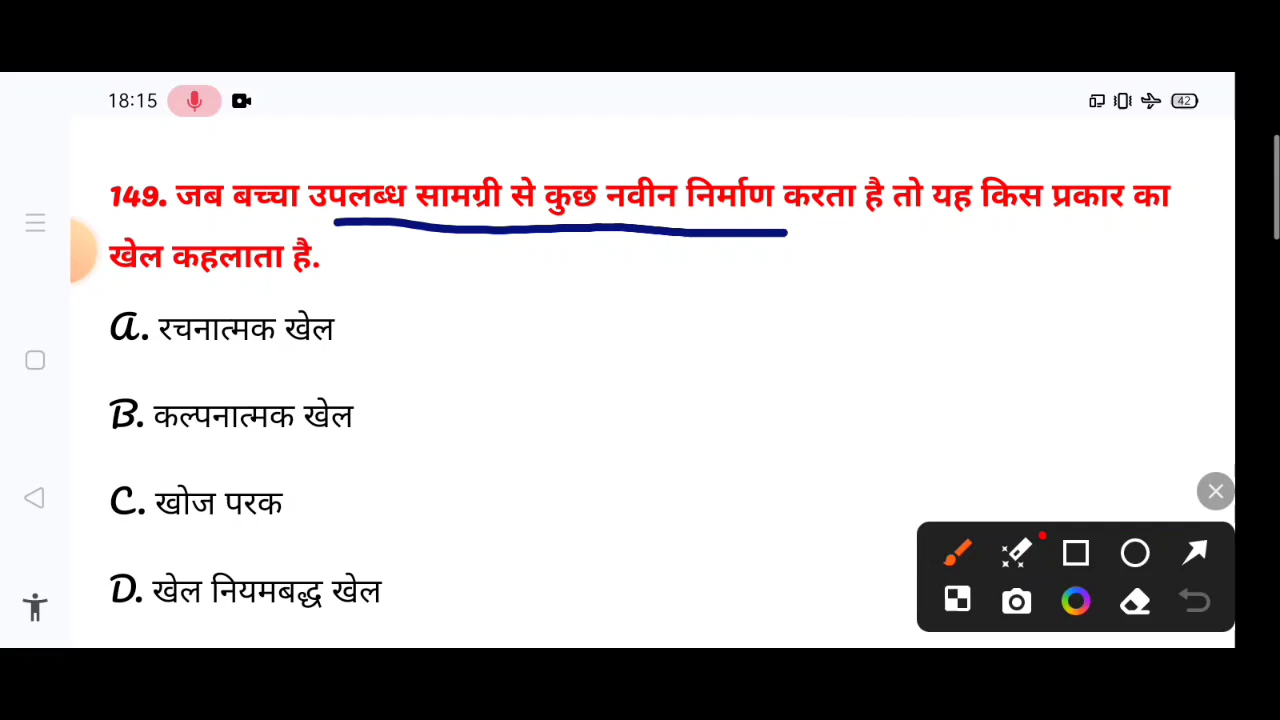 18:15
42
149. जब बच्चा उपलब्ध सामग्री से कुछ नवीन निर्माण करता है तो यह किस प्रकार का
खेल कहलाता है.
A. रचनात्मक खेल
B. कल्पनात्मक खेल
C. खोज परक
D. खेल नियमबद्ध खेल